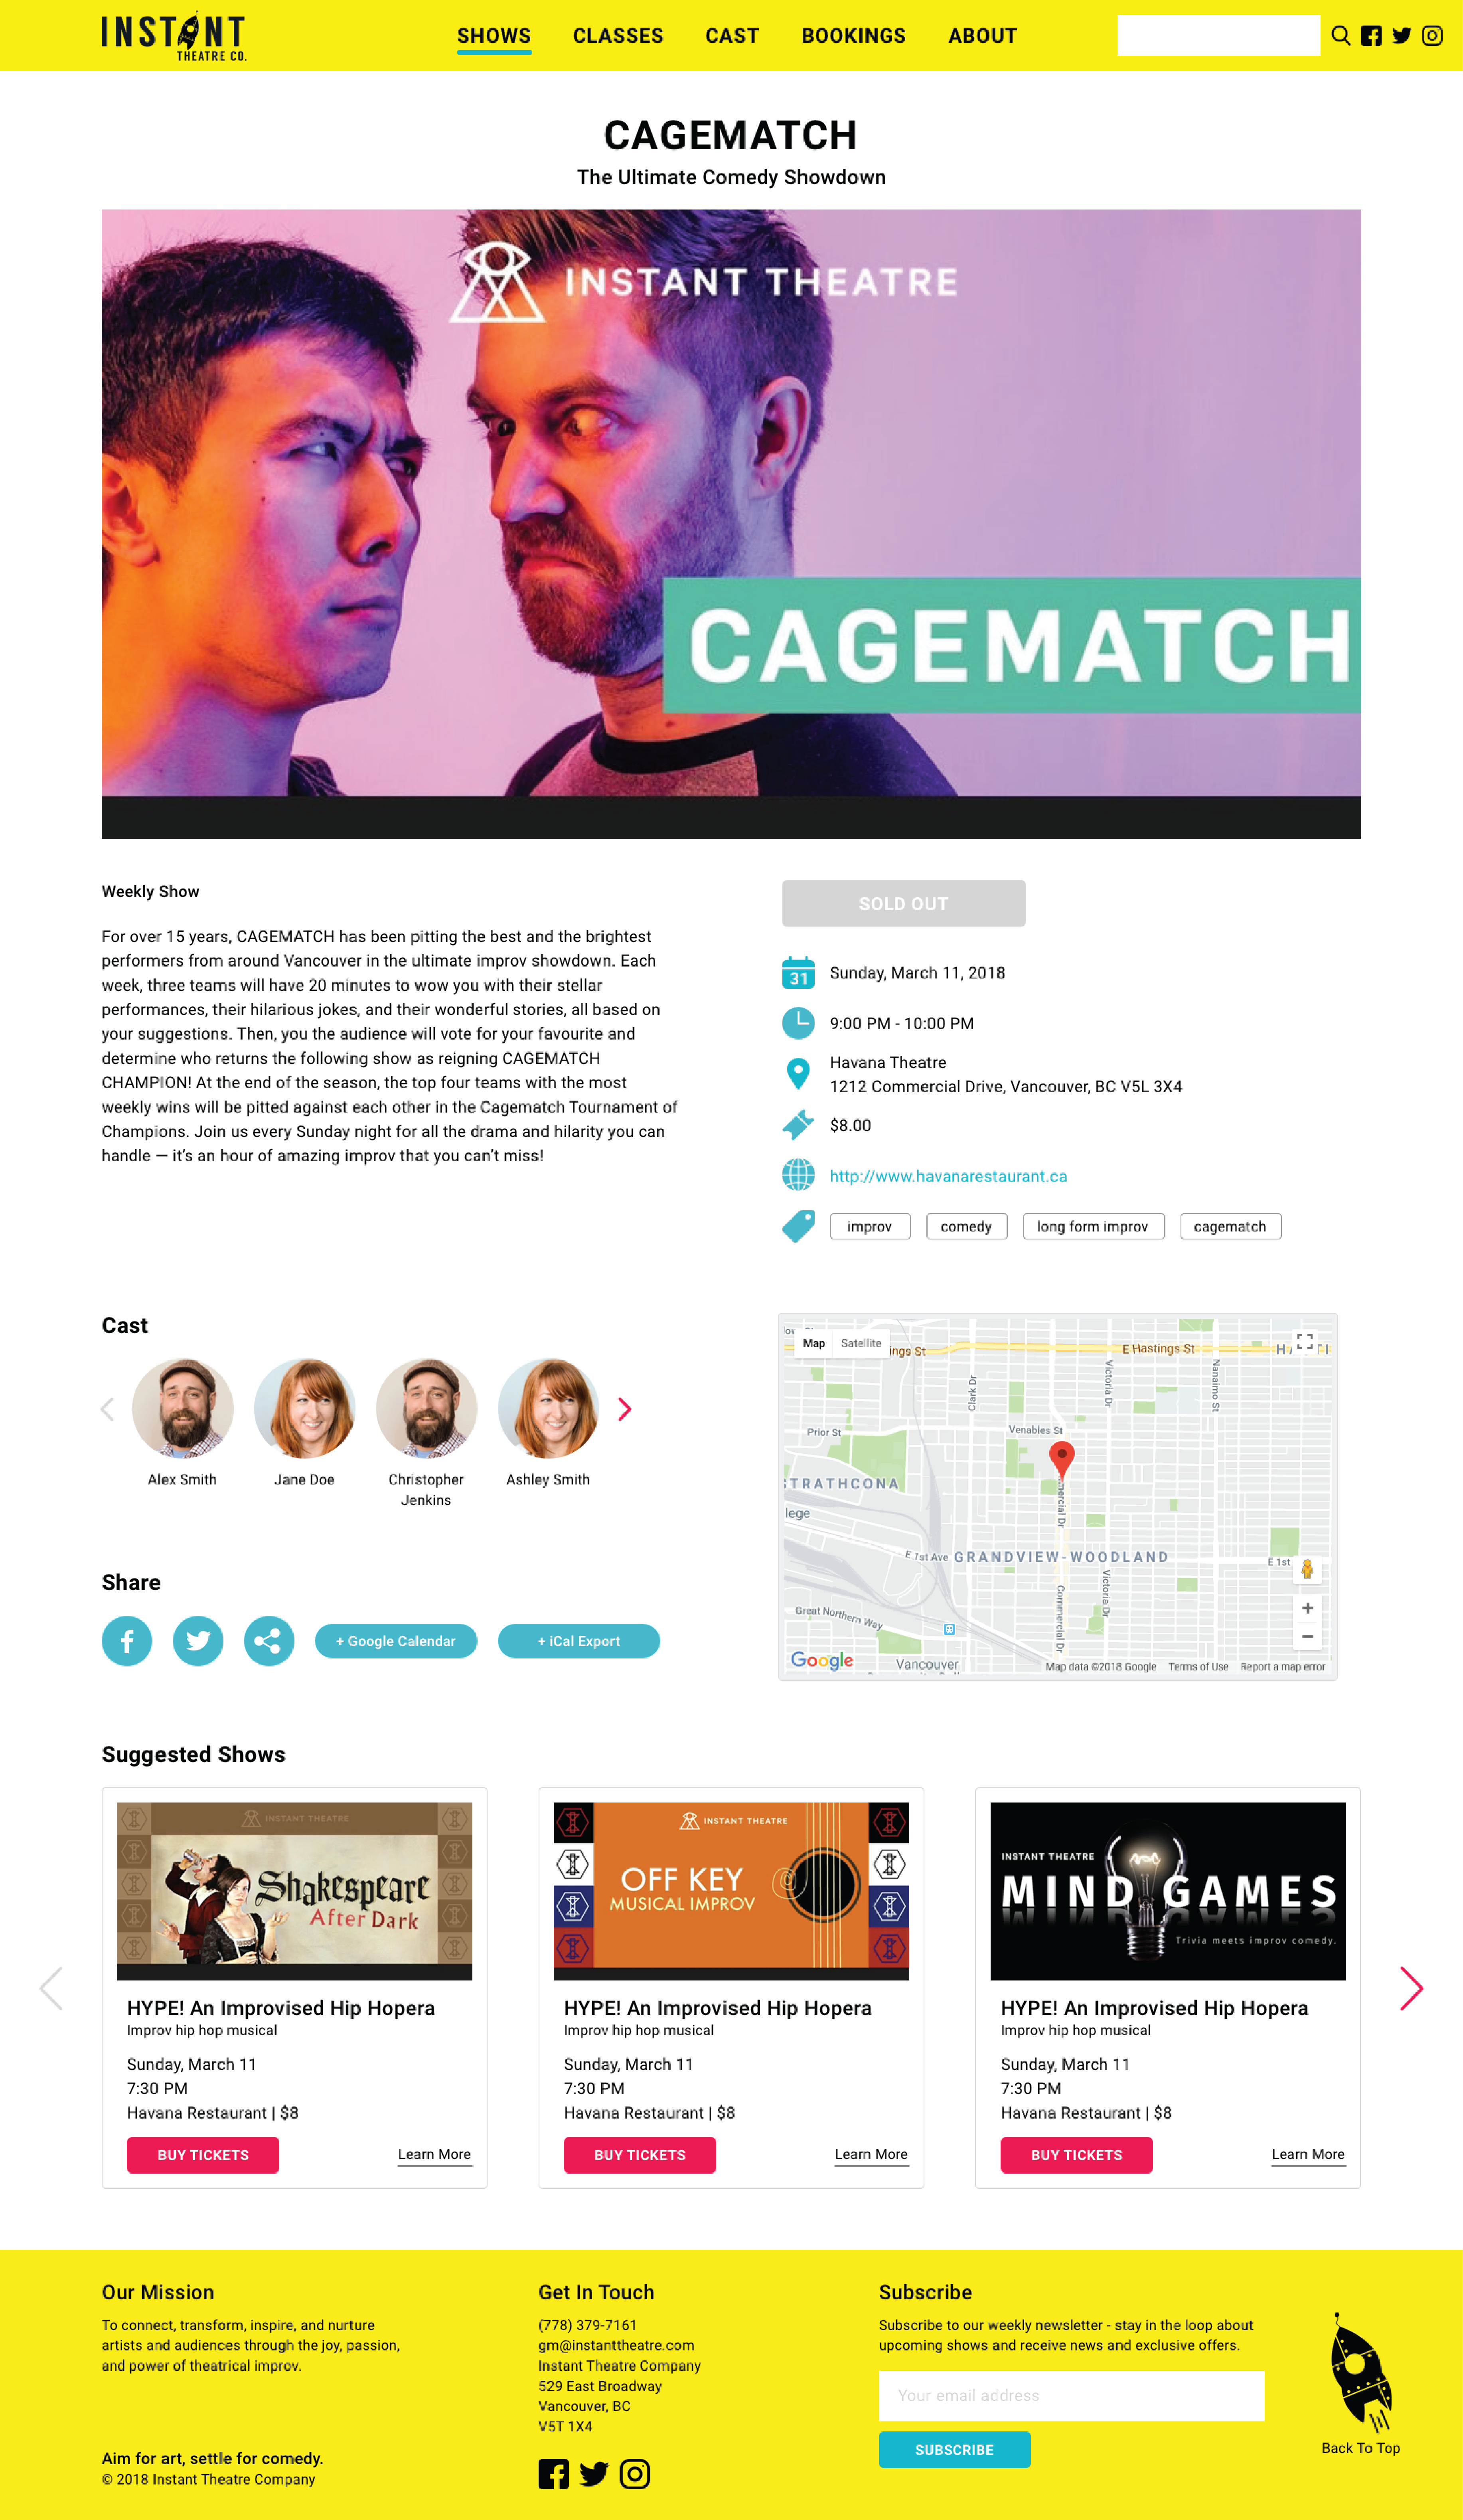 INSTANT
THEATRE CO.
SHOWS CLASSES CAST BOOKINGS ABOUT
CAGEMATCH
The Ultimate Comedy Showdown
INSTANT THEATRE
CAGEMATCH
Weekly Show
For over 15 years, CAGEMATCH has been pitting the best and the brightest
performers from around Vancouver in the ultimate improv showdown. Each
week, three teams will have 20 minutes to wow you with their stellar
performances, their hilarious jokes, and their wonderful stories, all based on
your suggestions. Then, you the audience will vote for your favourite and
determine who returns the following show as reigning CAGEMATCH
CHAMPION! At the end of the season, the top four teams with the most
weekly wins will be pitted against each other in the Cagematch Tournament of
Champions. Join us every Sunday night for all the drama and hilarity you can
handle — it's an hour of amazing improv that you can't miss!
SOLD OUT
31 Sunday, March 11, 2018
9:00 PM - 10:00 PM
Havana Theatre
1212 Commercial Drive, Vancouver, BC V5L 3X4
$8.00
http://www.havanarestaurant.ca
improv comedy long form improv cagematch
Cast
Alex Smith
Jane Doe
Christopher
Jenkins
Ashley Smith
Share
+ Google Calendar
+ iCal Export
Map Satellite
ings St
E Hastings St
Clark Dr
Victoria Dr
Nanaimo St
Prior St
Venables St
STRATHCONA
lege
mercial Dr
E 1st Ave
GRANDVIEW-WOODLAND
E 1st
Victoria Dr
Commercial Dr
Great Northern Way
+
−
Google
Vancouver
Map data ©2018 Google Terms of Use Report a map error
Suggested Shows
INSTANT THEATRE
Shakespeare
After Dark
HYPE! An Improvised Hip Hopera
Improv hip hop musical
Sunday, March 11
7:30 PM
Havana Restaurant | $8
BUY TICKETS Learn More
INSTANT THEATRE
OFF KEY
MUSICAL IMPROV
HYPE! An Improvised Hip Hopera
Improv hip hop musical
Sunday, March 11
7:30 PM
Havana Restaurant | $8
BUY TICKETS Learn More
INSTANT THEATRE
MIND GAMES
Trivia meets improv comedy.
HYPE! An Improvised Hip Hopera
Improv hip hop musical
Sunday, March 11
7:30 PM
Havana Restaurant | $8
BUY TICKETS Learn More
Our Mission
To connect, transform, inspire, and nurture
artists and audiences through the joy, passion,
and power of theatrical improv.
Aim for art, settle for comedy.
© 2018 Instant Theatre Company
Get In Touch
(778) 379-7161
gm@instanttheatre.com
Instant Theatre Company
529 East Broadway
Vancouver, BC
V5T 1X4
Subscribe
Subscribe to our weekly newsletter - stay in the loop about
upcoming shows and receive news and exclusive offers.
Your email address
SUBSCRIBE
Back To Top